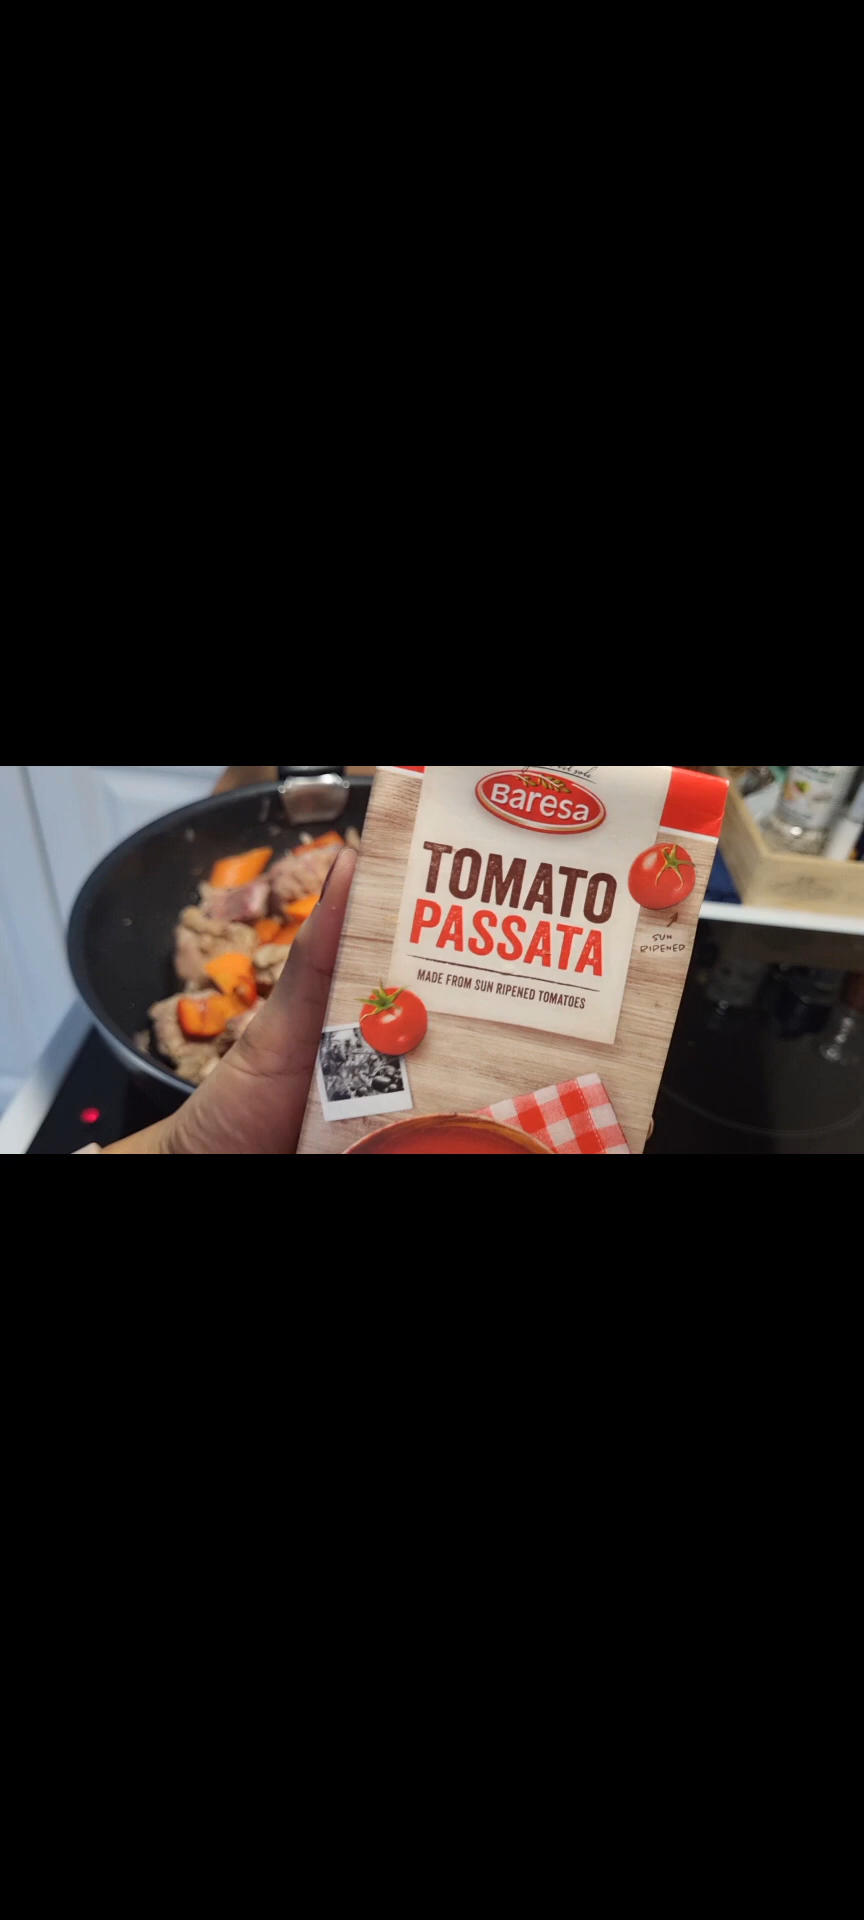 Baresa
TOMATO
PASSATA
MADE FROM SUN RIPENED TOMATOES
SUN
RIPENED